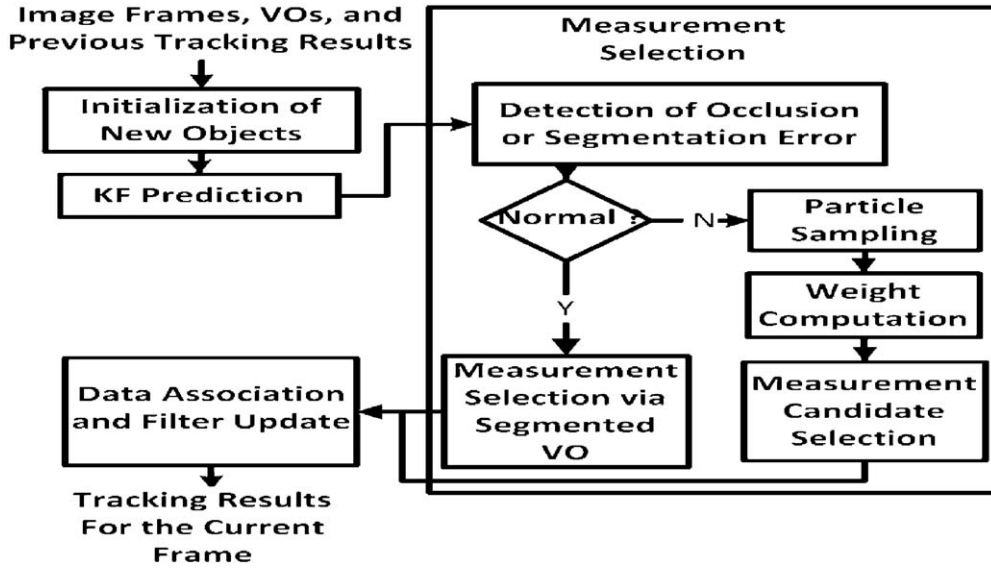 Image Frames, VOs, and
Previous Tracking Results
Initialization of
New Objects
KF Prediction
Measurement
Selection
Detection of Occlusion
or Segmentation Error
Normal ?
N
Y
Particle
Sampling
Weight
Computation
Measurement
Candidate
Selection
Measurement
Selection via
Segmented
VO
Data Association
and Filter Update
Tracking Results
For the Current
Frame